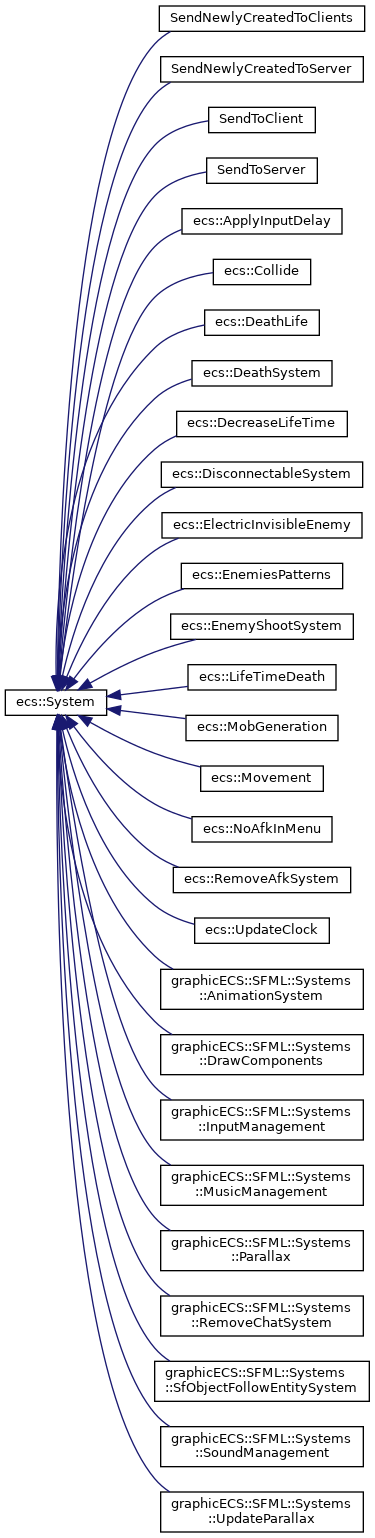 SendNewlyCreatedToClients
SendNewlyCreatedToServer
SendToClient
SendToServer
ecs::ApplyInputDelay
ecs::Collide
ecs::DeathLife
ecs::DeathSystem
ecs::DecreaseLifeTime
ecs::DisconnectableSystem
ecs::ElectricInvisibleEnemy
ecs::EnemiesPatterns
ecs::EnemyShootSystem
ecs::LifeTimeDeath
ecs::System
ecs::MobGeneration
ecs::Movement
ecs::NoAfkInMenu
ecs::RemoveAfkSystem
ecs::UpdateClock
graphicECS::SFML::Systems
::AnimationSystem
graphicECS::SFML::Systems
::DrawComponents
graphicECS::SFML::Systems
::InputManagement
graphicECS::SFML::Systems
::MusicManagement
graphicECS::SFML::Systems
::Parallax
graphicECS::SFML::Systems
::RemoveChatSystem
graphicECS::SFML::Systems
::SfObjectFollowEntitySystem
graphicECS::SFML::Systems
::SoundManagement
graphicECS::SFML::Systems
::UpdateParallax